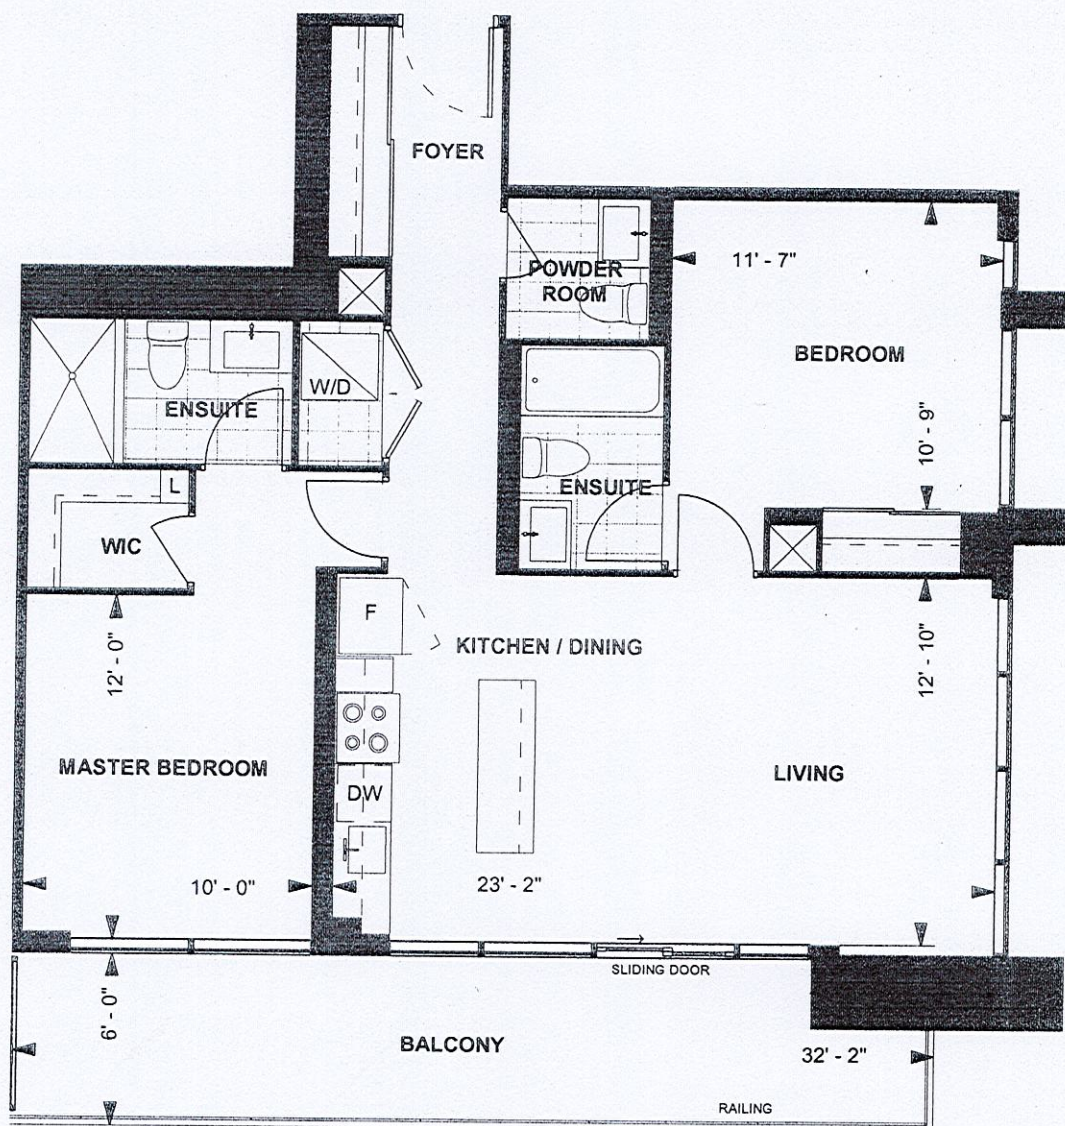 FOYER
POWDER
ROOM
11' - 7"
BEDROOM
10' - 9"
ENSUITE
W/D
ENSUITE
L
WIC
F
KITCHEN / DINING
12' - 0"
12' - 10"
MASTER BEDROOM
LIVING
DW
10' - 0"
23' - 2"
SLIDING DOOR
6' - 0"
BALCONY
32' - 2"
RAILING